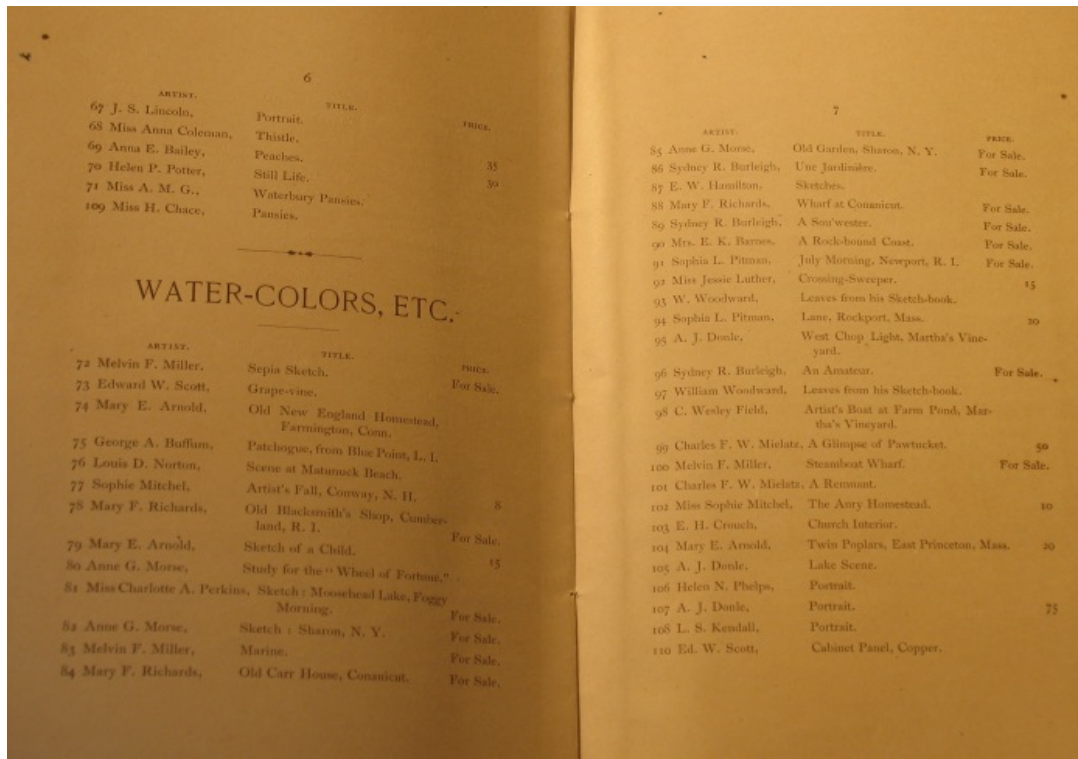 6
ARTIST. TITLE. PRICE.
67 J. S. Lincoln, Portrait.
68 Miss Anna Coleman, Thistle.
69 Anna E. Bailey, Peaches. 35
70 Helen P. Potter, Still Life. 30
71 Miss A. M. G., Waterbury Pansies.
109 Miss H. Chace, Pansies.
WATER-COLORS, ETC.
ARTIST. TITLE. PRICE.
72 Melvin F. Miller. Sepia Sketch. For Sale.
73 Edward W. Scott, Grape-vine.
74 Mary E. Arnold, Old New England Homestead,
Farmington, Conn.
75 George A. Buffum, Patchogue, from Blue Point, L. I.
76 Louis D. Norton, Scene at Matunuck Beach.
77 Sophie Mitchel, Artist's Fall, Conway, N. H. 8
78 Mary F. Richards, Old Blacksmith's Shop, Cumber-
land, R. I. For Sale.
79 Mary E. Arnold, Sketch of a Child. 15
80 Anne G. Morse, Study for the "Wheel of Fortune."
81 Miss Charlotte A. Perkins, Sketch : Moosehead Lake, Foggy
Morning. For Sale.
82 Anne G. Morse, Sketch : Sharon, N. Y. For Sale.
83 Melvin F. Miller, Marine. For Sale.
84 Mary F. Richards, Old Carr House, Conanicut. For Sale.
7
ARTIST. TITLE. PRICE.
85 Anne G. Morse, Old Garden, Sharon, N. Y. For Sale.
86 Sydney R. Burleigh, Une Jardinière. For Sale.
87 E. W. Hamilton, Sketches.
88 Mary F. Richards, Wharf at Conanicut. For Sale.
89 Sydney R. Burleigh, A Sou'wester. For Sale.
90 Mrs. E. K. Barnes. A Rock-bound Coast. For Sale.
91 Sophia L. Pitman, July Morning, Newport, R. I. For Sale.
92 Miss Jessie Luther, Crossing-Sweeper. 15
93 W. Woodward, Leaves from his Sketch-book.
94 Sophia L. Pitman, Lane, Rockport, Mass. 10
95 A. J. Donle, West Chop Light, Martha's Vine-
yard.
96 Sydney R. Burleigh, An Amateur. For Sale.
97 William Woodward, Leaves from his Sketch-book.
98 C. Wesley Field, Artist's Boat at Farm Pond, Mar-
tha's Vineyard.
99 Charles F. W. Mielatz, A Glimpse of Pawtucket. 50
100 Melvin F. Miller, Steamboat Wharf. For Sale.
101 Charles F. W. Mielatz, A Remnant.
102 Miss Sophie Mitchel, The Anry Homestead. 10
103 E. H. Crouch, Church Interior.
104 Mary E. Arnold, Twin Poplars, East Princeton, Mass. 20
105 A. J. Donle, Lake Scene.
106 Helen N. Phelps, Portrait.
107 A. J. Donle, Portrait. 75
108 L. S. Kendall, Portrait.
110 Ed. W. Scott, Cabinet Panel, Copper.